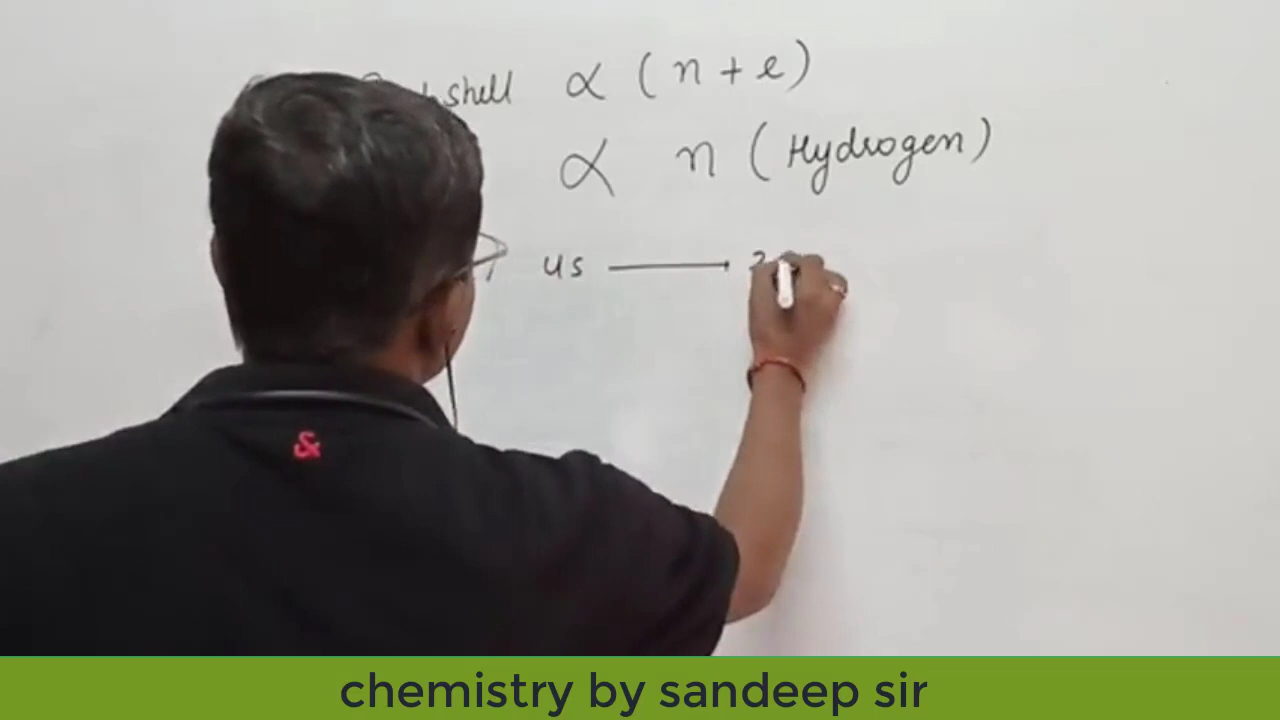 shell ∝ (n + e)
∝ n (Hydrogen)
4s
&
chemistry by sandeep sir